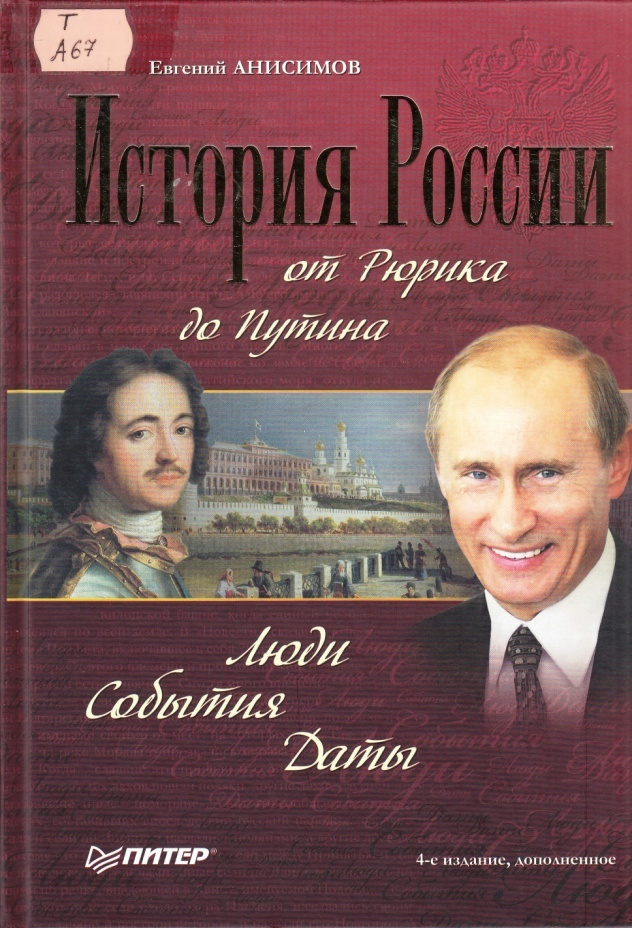 Т
А67
Евгений АНИСИМОВ
История России
от Рюрика
до Путина
Люди
События
Даты
ПИТЕР®
4-е издание, дополненное